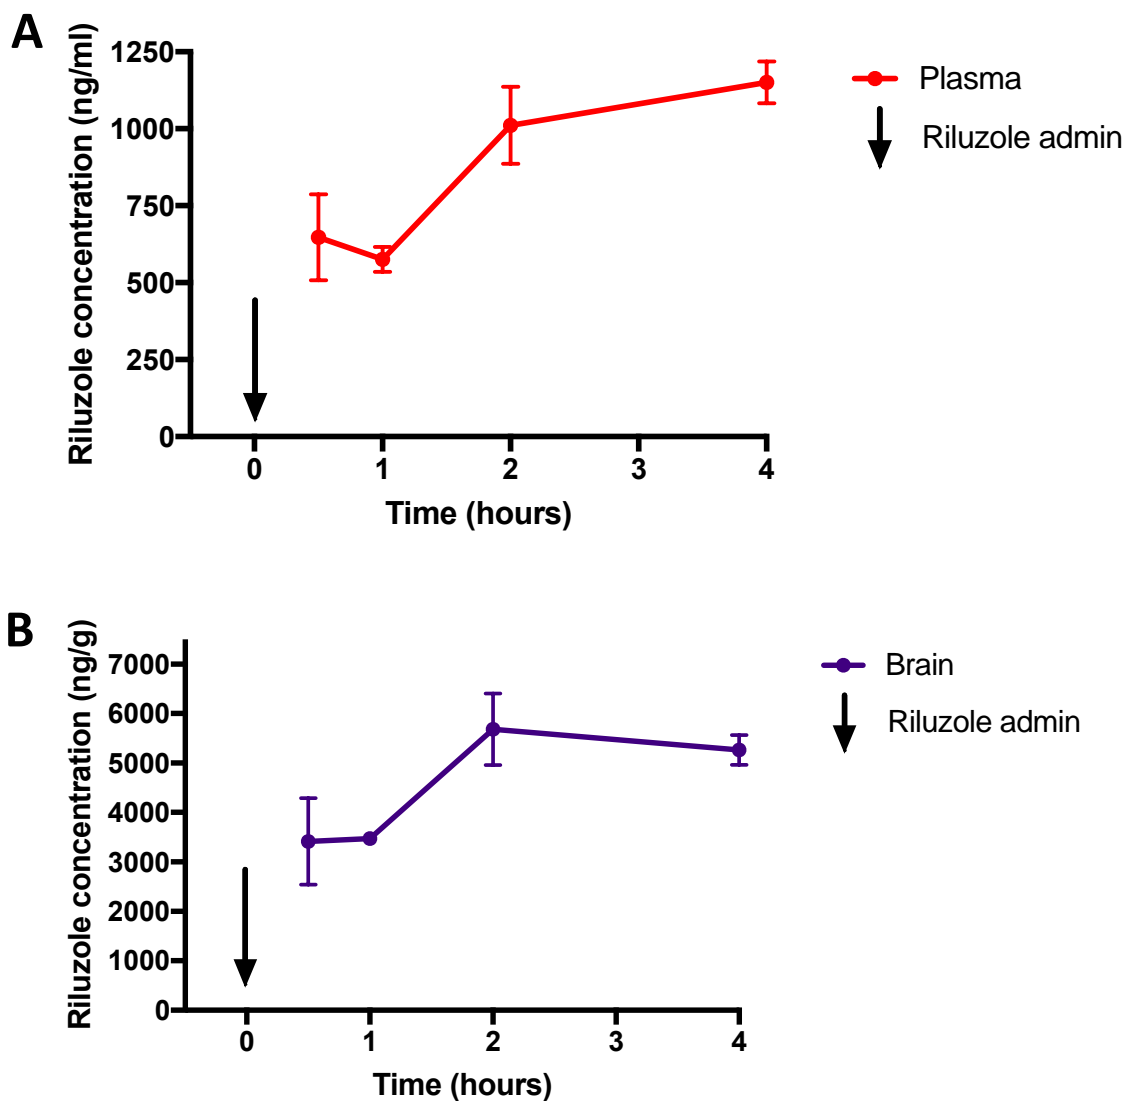 A
Riluzole concentration (ng/ml)
1250
1000
750
500
250
0
0 1 2 3 4
Time (hours)
Plasma
Riluzole admin
B
Riluzole concentration (ng/g)
7000
6000
5000
4000
3000
2000
1000
0
0 1 2 3 4
Time (hours)
Brain
Riluzole admin